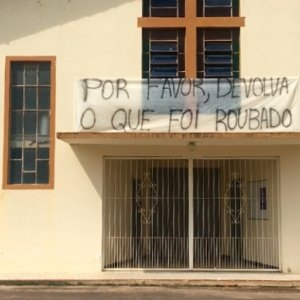 POR FAVOR, DEVOLVA
O QUE FOI ROUBADO